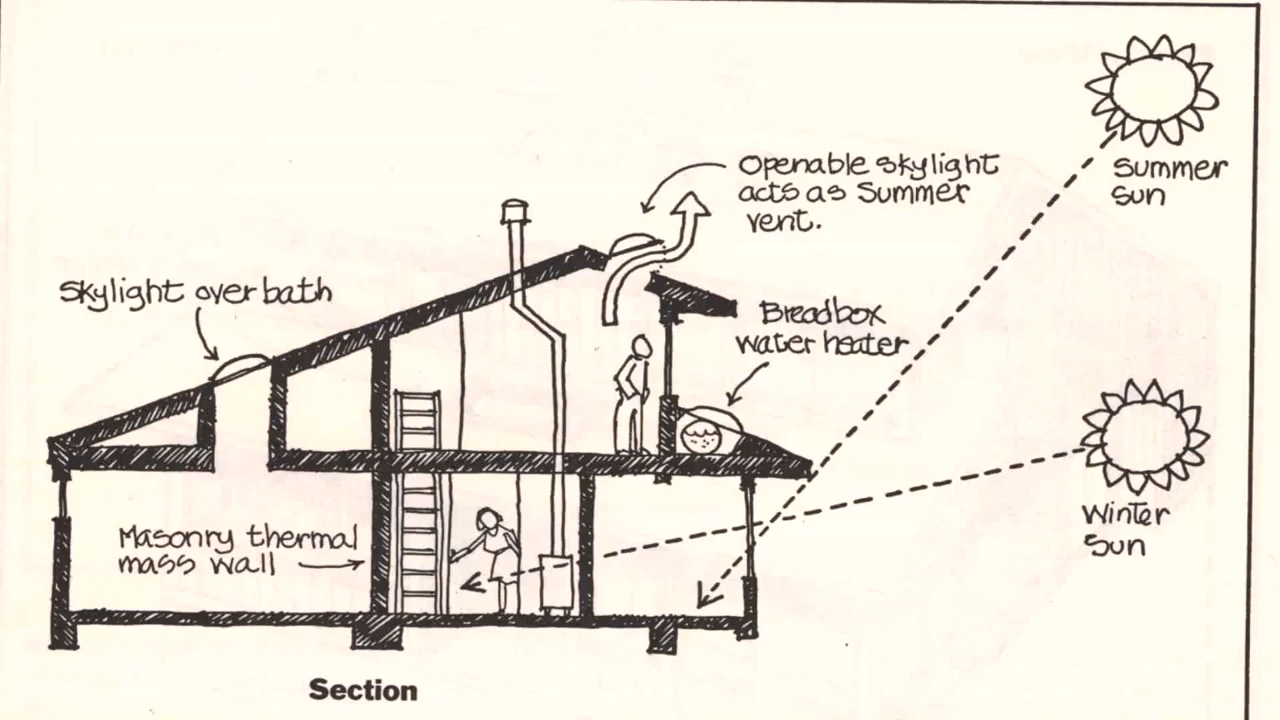 Summer
Sun
Openable skylight
acts as Summer
vent.
Skylight over bath
Breadbox
water heater
Masonry thermal
mass wall
Winter
Sun
Section